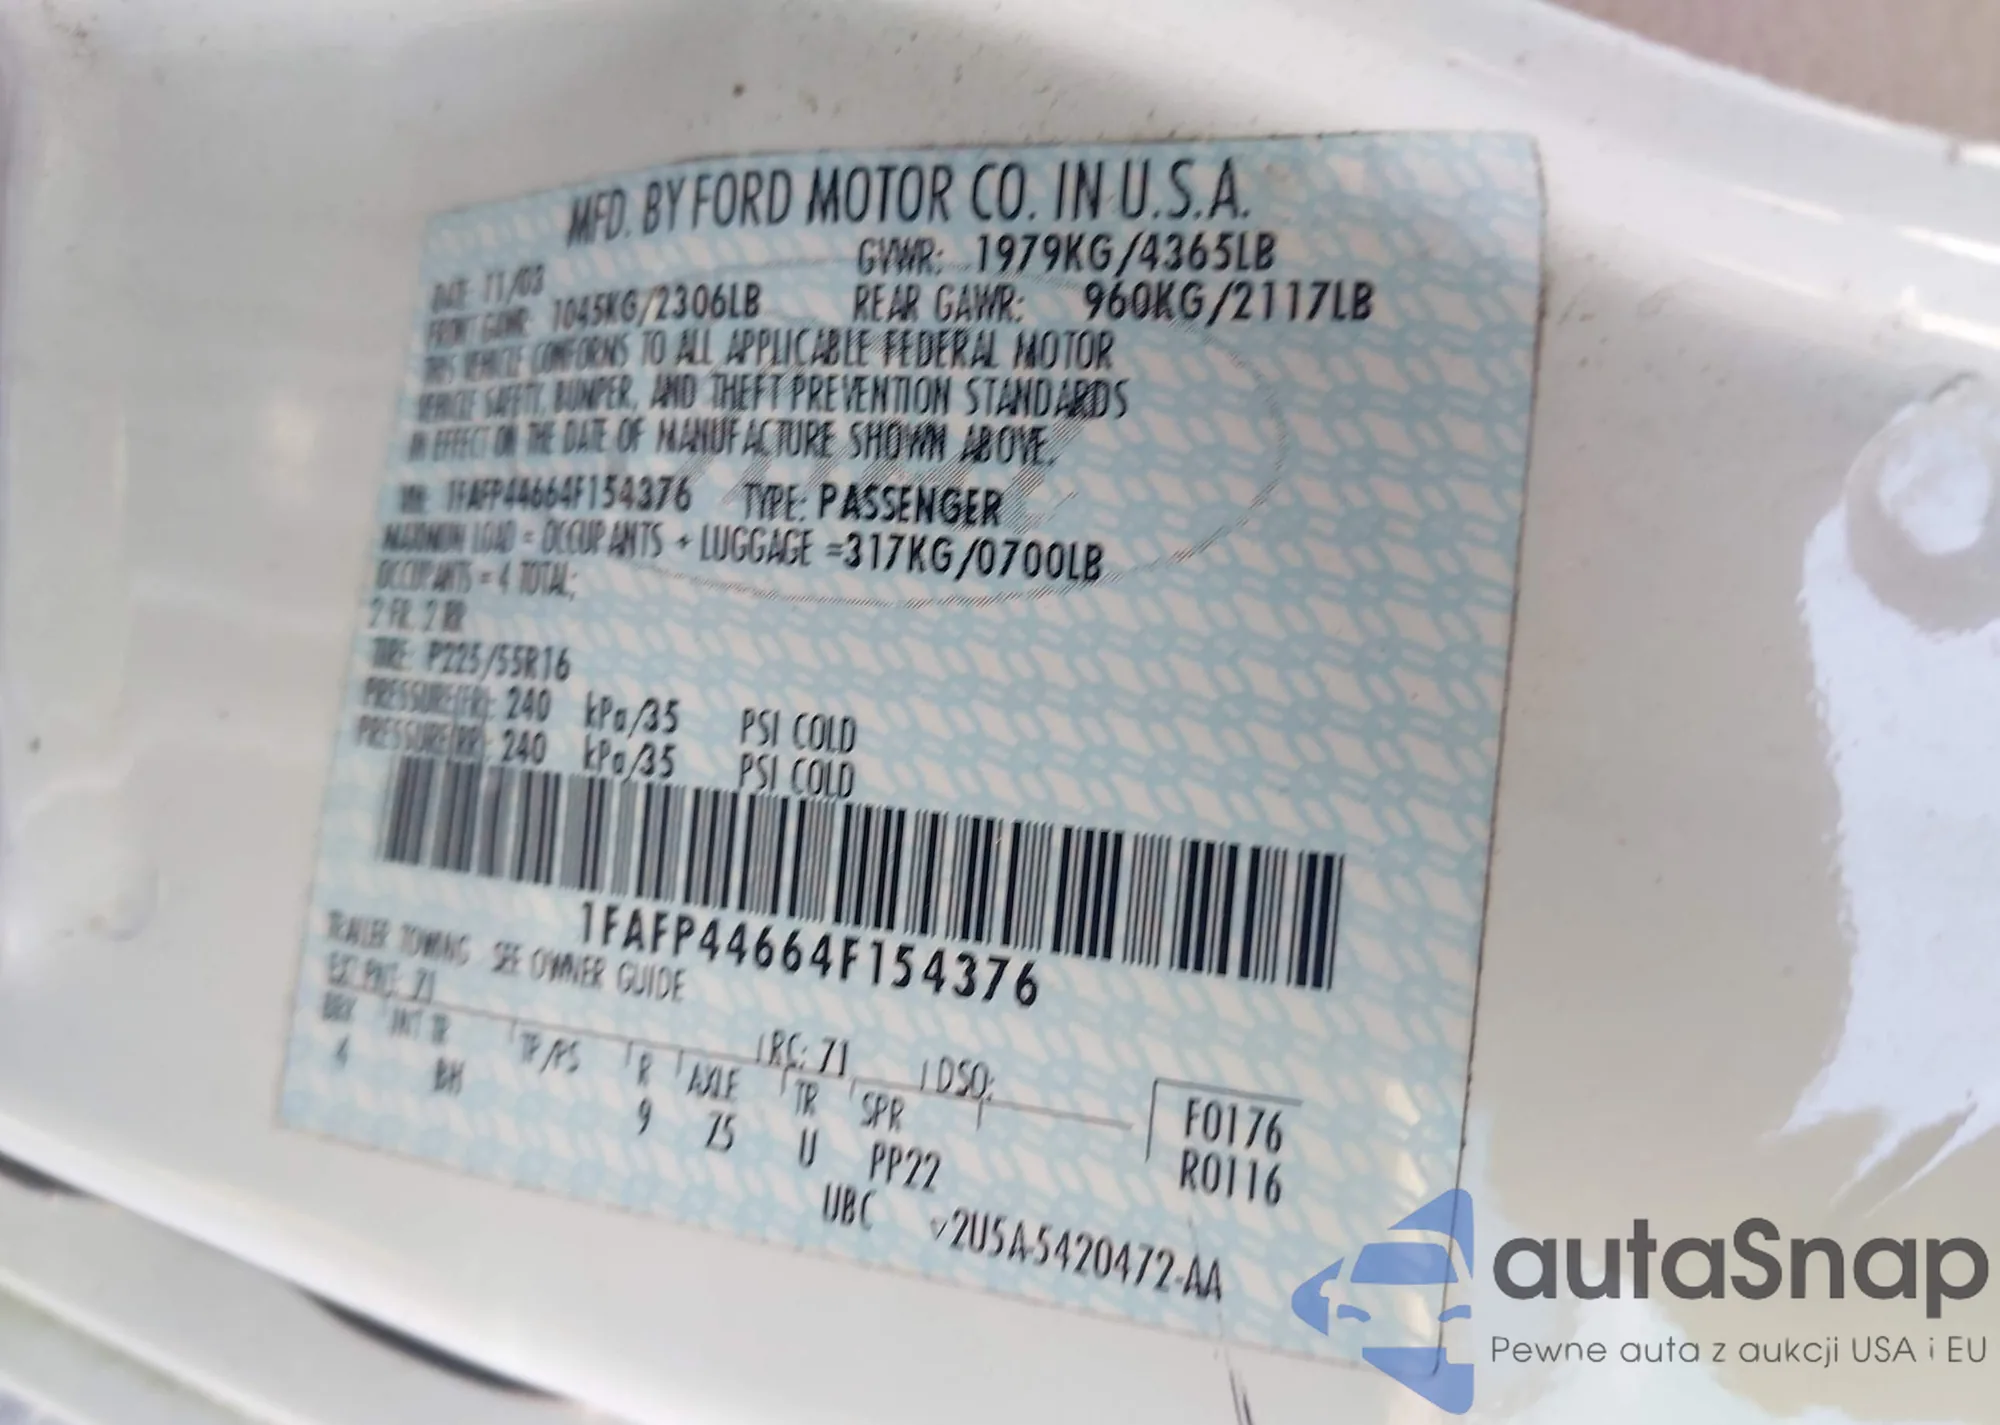 MFD. BY FORD MOTOR CO. IN U.S.A.
DATE: 11/03 GVWR: 1979KG/4365LB
FRONT GAWR: 1045KG/2306LB REAR GAWR: 960KG/2117LB
THIS VEHICLE CONFORMS TO ALL APPLICABLE FEDERAL MOTOR
VEHICLE SAFETY, BUMPER, AND THEFT PREVENTION STANDARDS
IN EFFECT ON THE DATE OF MANUFACTURE SHOWN ABOVE.
VIN: 1FAFP44664F154376 TYPE: PASSENGER
MAXIMUM LOAD = OCCUPANTS + LUGGAGE =317KG/0700LB
OCCUPANTS = 4 TOTAL;
2 FR, 2 RR
TIRE: P225/55R16
PRESSURE(FR): 240 kPa/35 PSI COLD
PRESSURE(RR): 240 kPa/35 PSI COLD
1FAFP44664F154376
TRAILER TOWING SEE OWNER GUIDE
EXT PNT: Z1 RC: 71 DSO:
BRK INT TR TP/PS R AXLE TR SPR F0176
4 BH 9 Z5 U PP22 R0116
UBC V2U5A-5420472-AA
autaSnap
Pewne auta z aukcji USA i EU